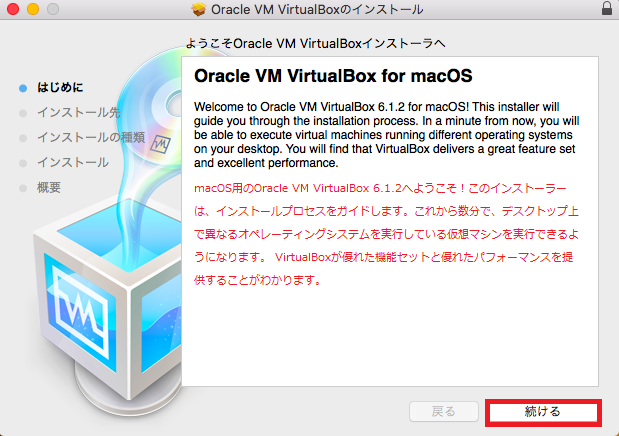 Oracle VM VirtualBoxのインストール
ようこそOracle VM VirtualBoxインストーラへ
はじめに
インストール先
インストールの種類
インストール
概要
Oracle VM VirtualBox for macOS
Welcome to Oracle VM VirtualBox 6.1.2 for macOS! This installer will
guide you through the installation process. In a minute from now, you will
be able to execute virtual machines running different operating systems
on your desktop. You will find that VirtualBox delivers a great feature set
and excellent performance.
macOS用のOracle VM VirtualBox 6.1.2へようこそ！このインストーラー
は、インストールプロセスをガイドします。これから数分で、デスクトップ上
で異なるオペレーティングシステムを実行している仮想マシンを実行できるよ
うになります。 VirtualBoxが優れた機能セットと優れたパフォーマンスを提
供することがわかります。
戻る
続ける